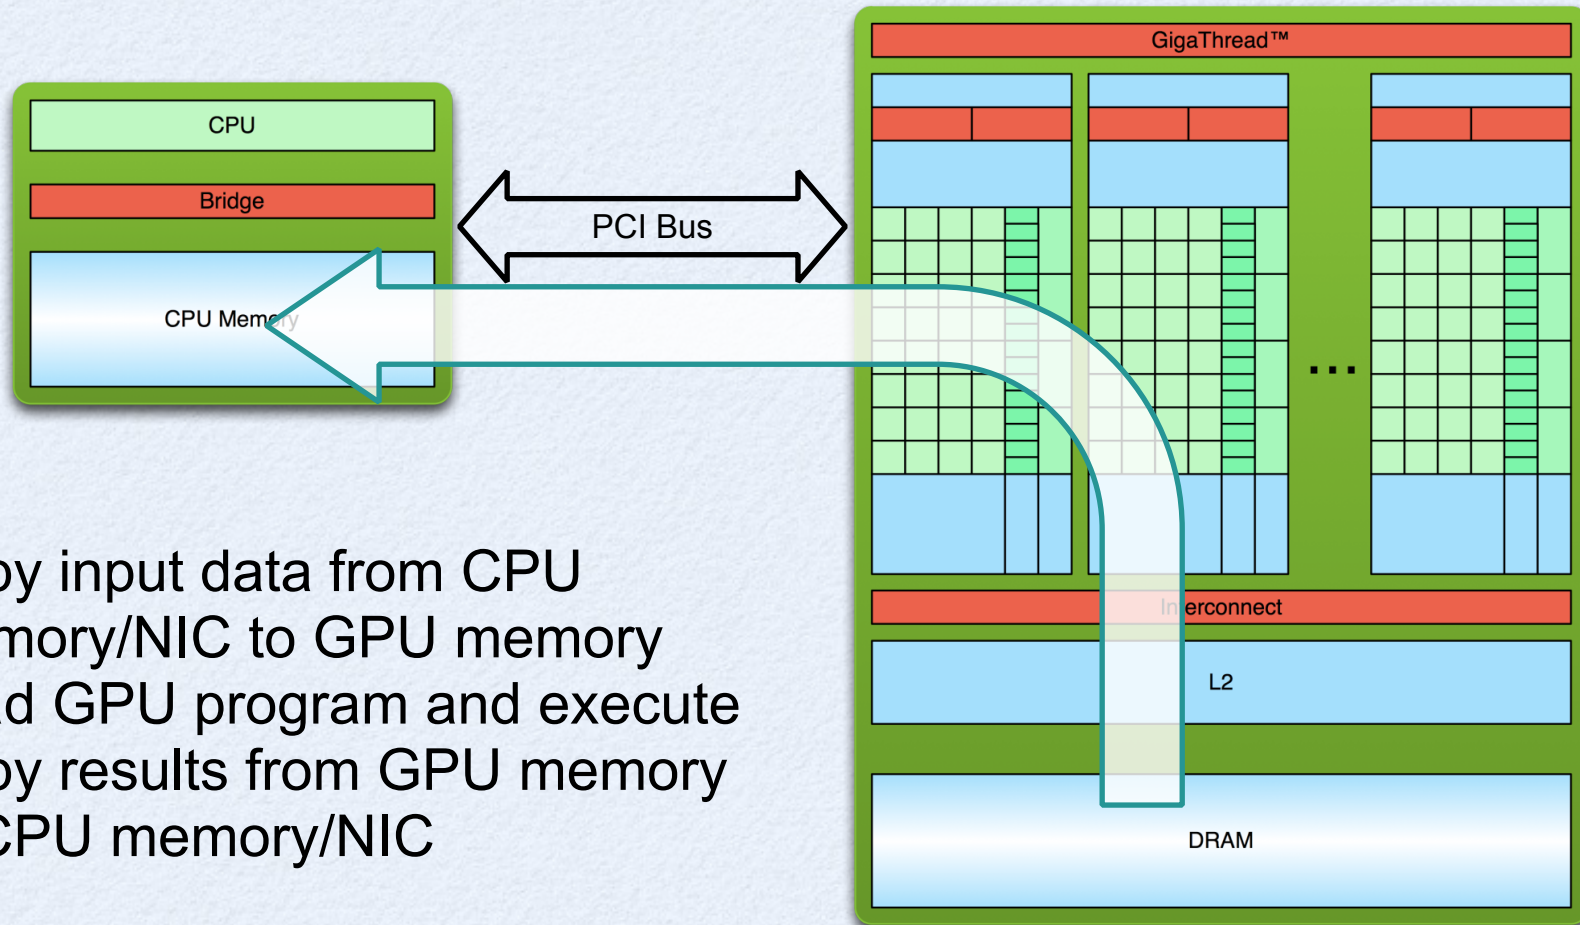 GigaThread™
CPU
Bridge
PCI Bus
CPU Memory
...
py input data from CPU
mory/NIC to GPU memory
ad GPU program and execute
py results from GPU memory
CPU memory/NIC
Interconnect
L2
DRAM